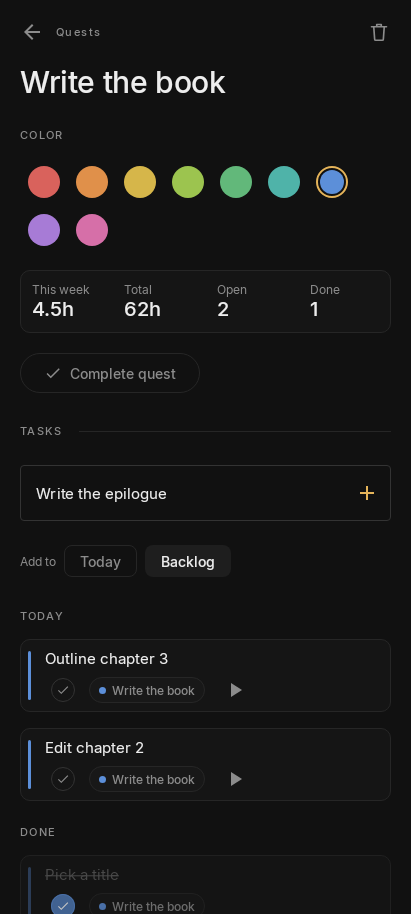 Quests
Write the book
COLOR
This week Total Open Done
4.5h 62h 2 1
Complete quest
TASKS
Write the epilogue
Add to Today Backlog
TODAY
Outline chapter 3
Write the book
Edit chapter 2
Write the book
DONE
Pick a title
Write the book